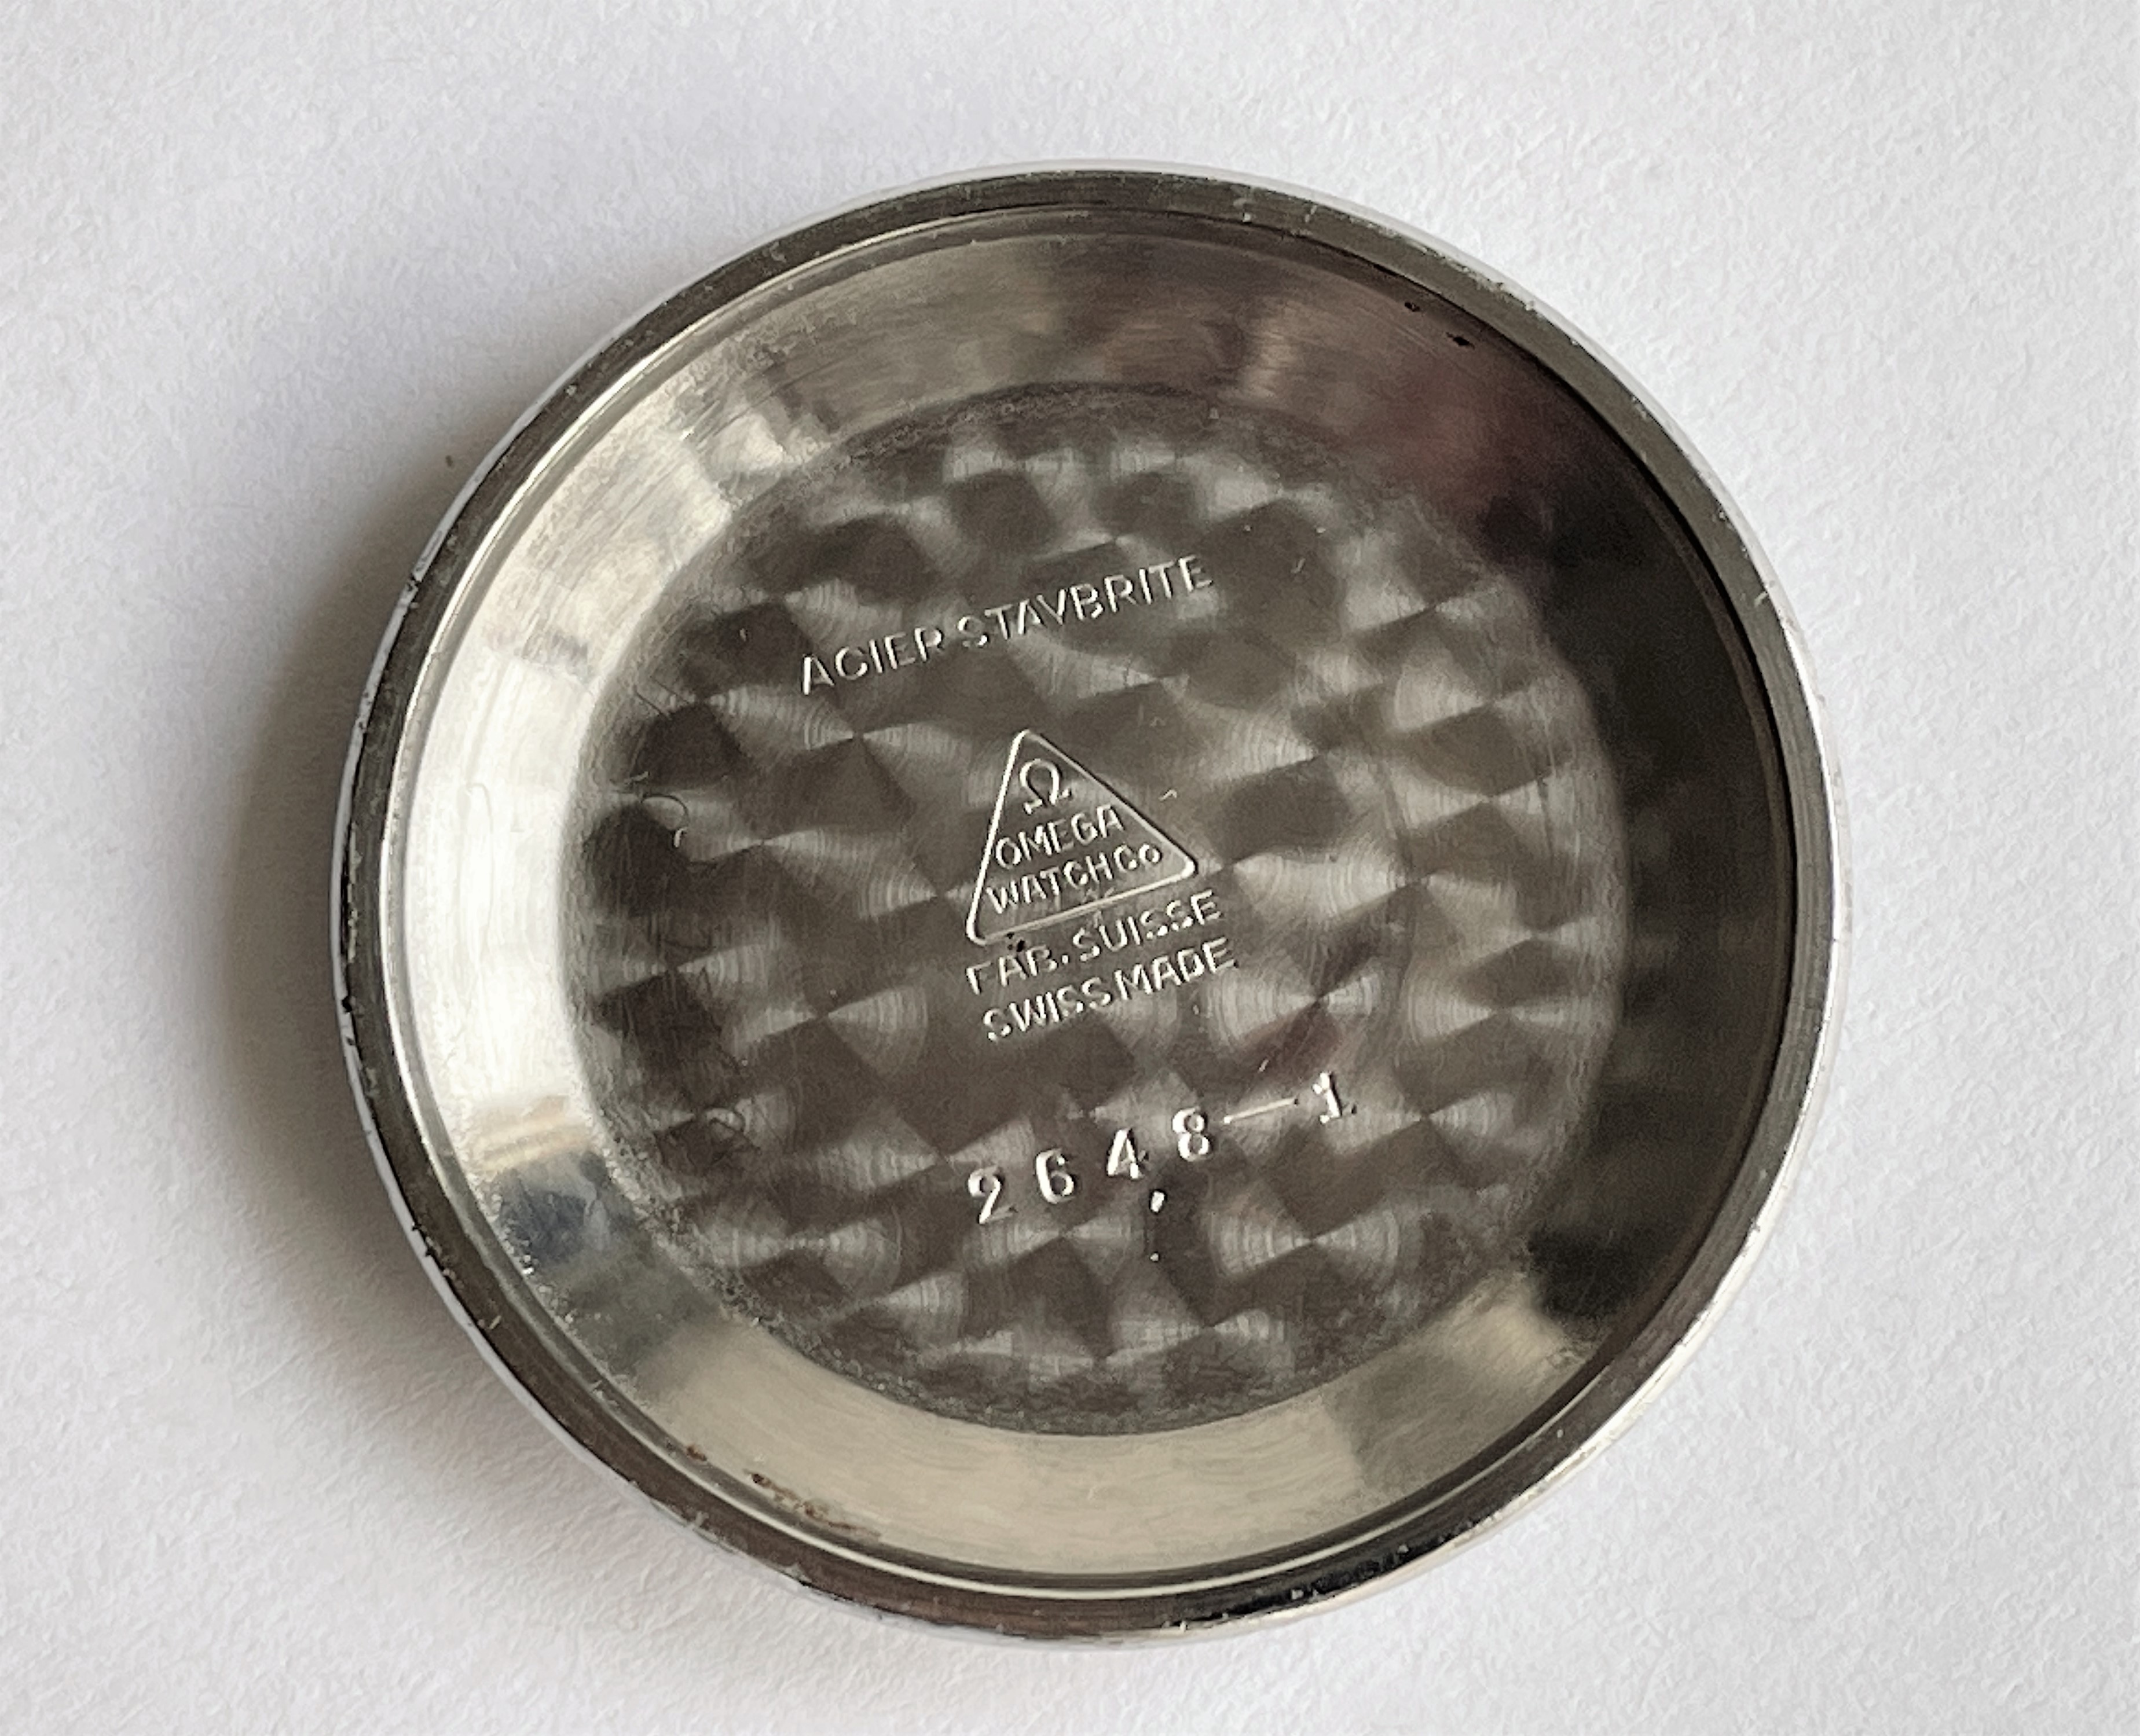 ACIER STAYBRITE
Ω
OMEGA
WATCH Co
FAB. SUISSE
SWISS MADE
2648-1